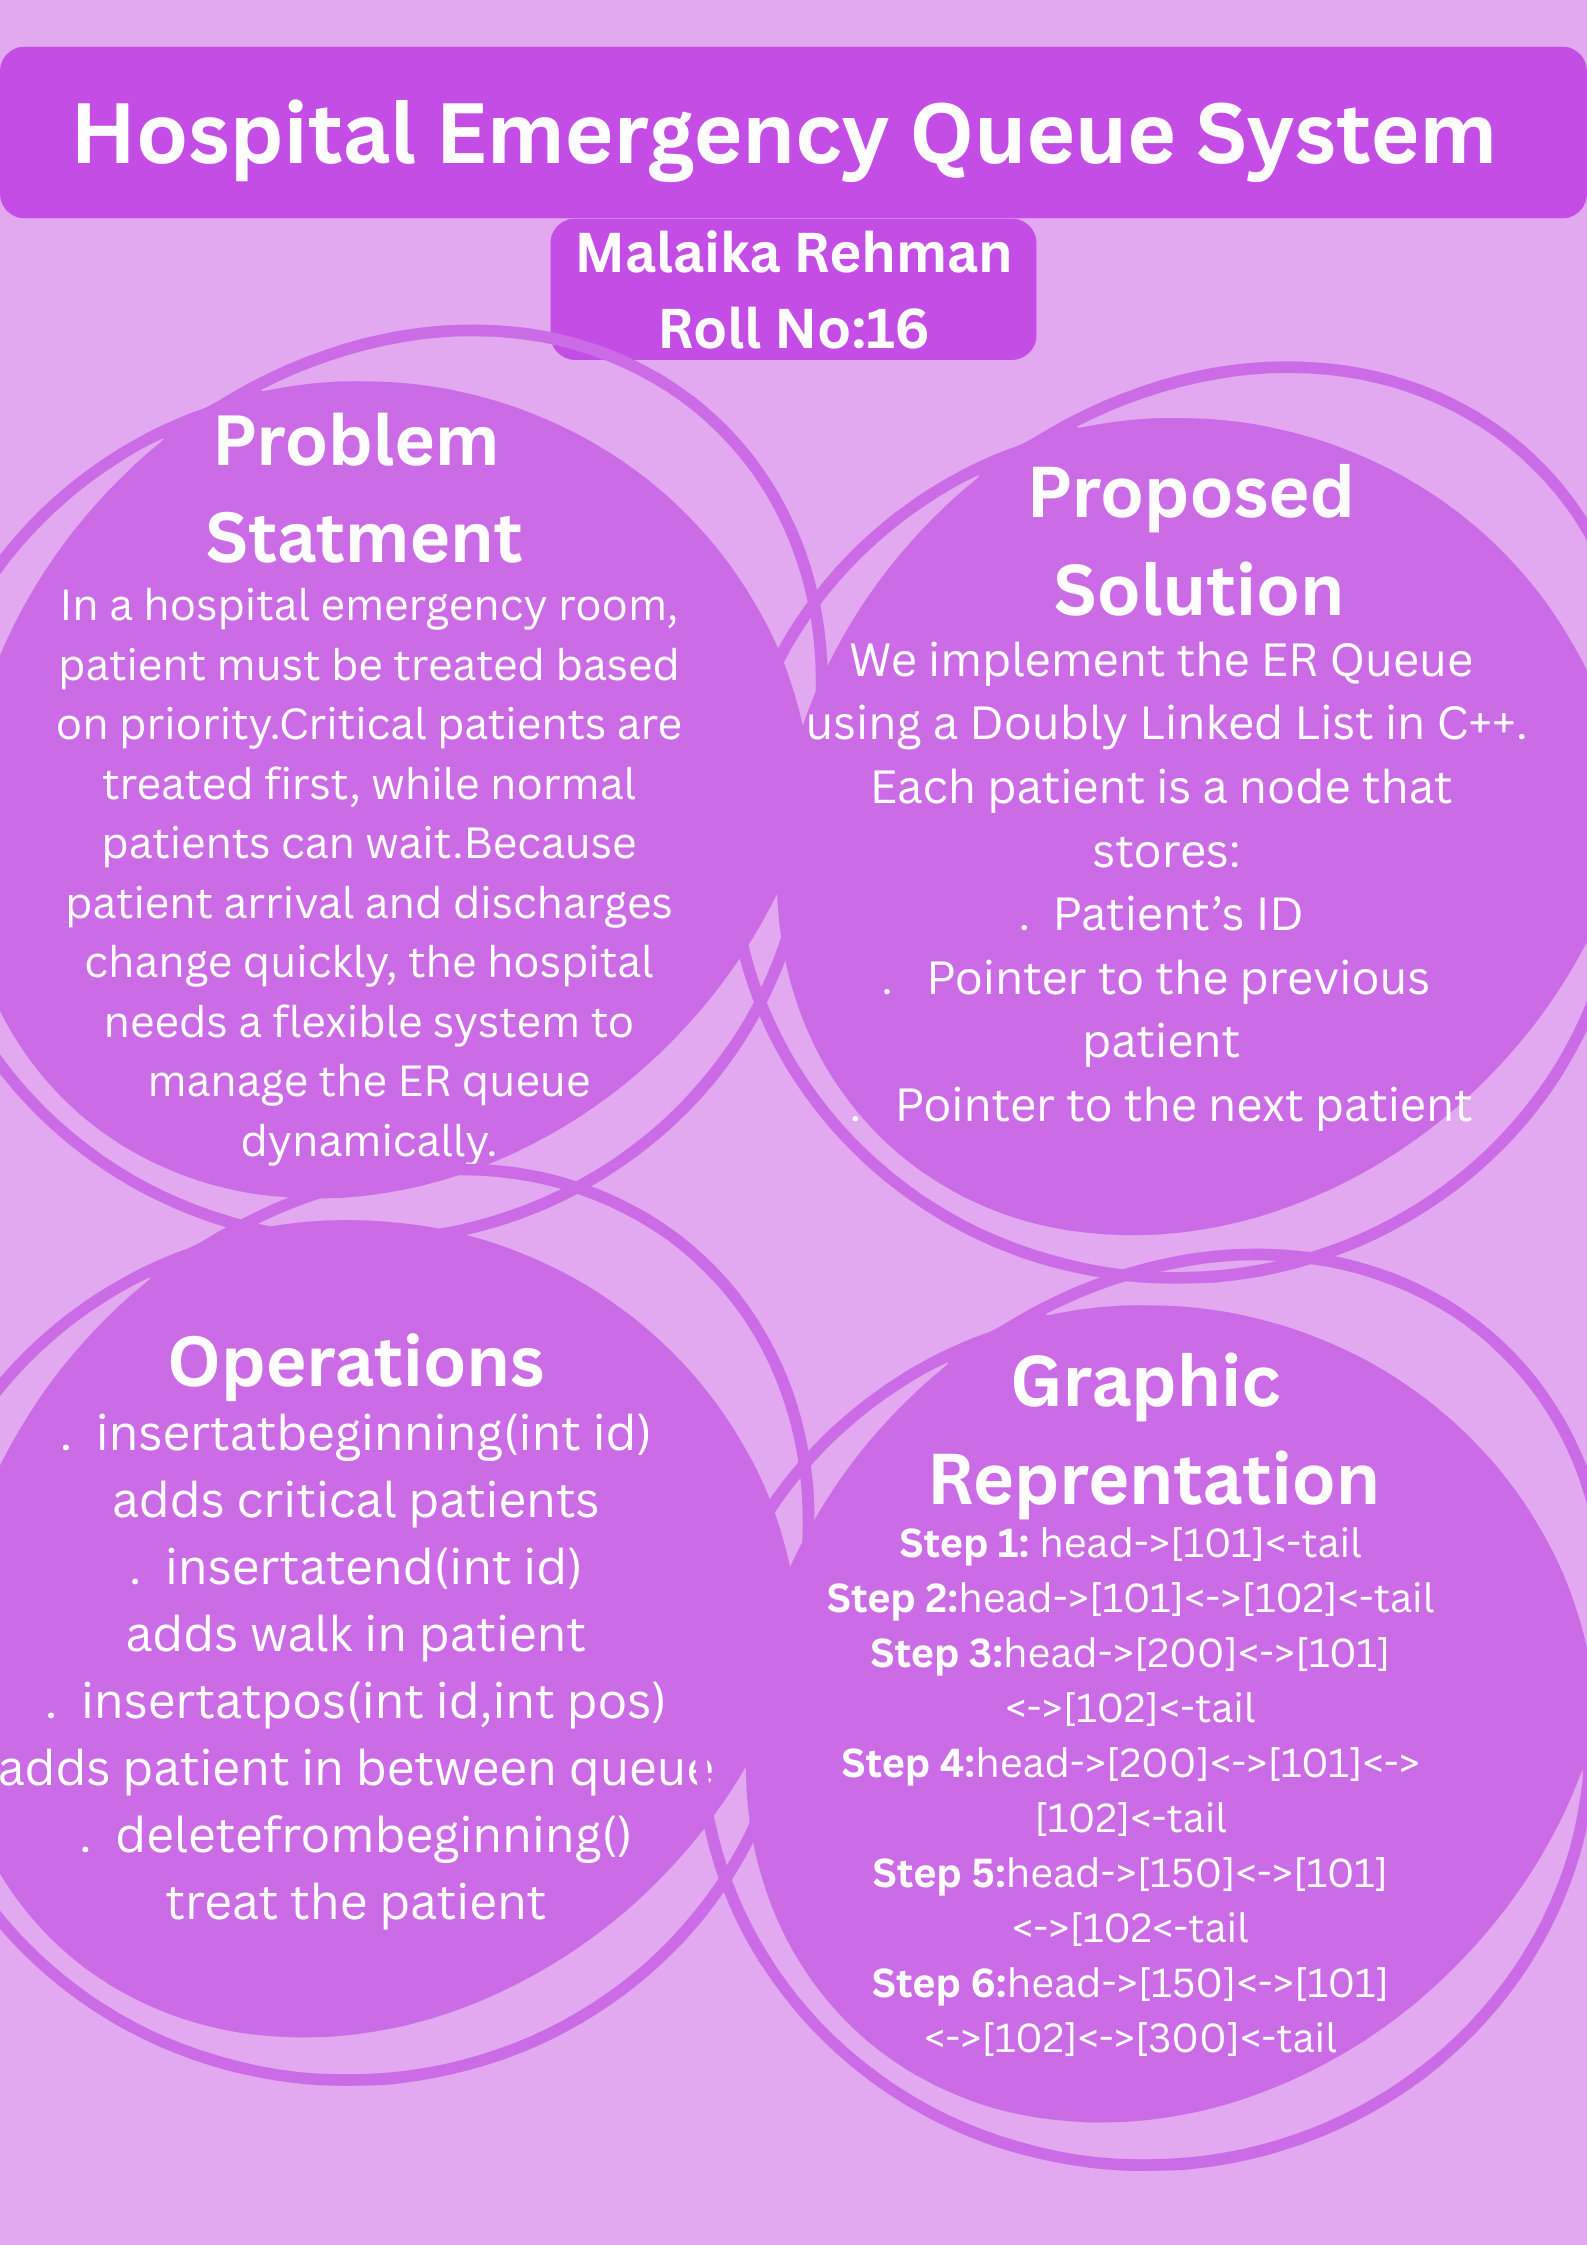 Hospital Emergency Queue System
Malaika Rehman
Roll No:16
Problem
Statment
In a hospital emergency room,
patient must be treated based
on priority.Critical patients are
treated first, while normal
patients can wait.Because
patient arrival and discharges
change quickly, the hospital
needs a flexible system to
manage the ER queue
dynamically.
Proposed
Solution
We implement the ER Queue
using a Doubly Linked List in C++.
Each patient is a node that
stores:
. Patient’s ID
. Pointer to the previous
patient
. Pointer to the next patient
Operations
. insertatbeginning(int id)
adds critical patients
. insertatend(int id)
adds walk in patient
. insertatpos(int id,int pos)
adds patient in between queue
. deletefrombeginning()
treat the patient
Graphic
Reprentation
Step 1: head->[101]<-tail
Step 2:head->[101]<->[102]<-tail
Step 3:head->[200]<->[101]
<->[102]<-tail
Step 4:head->[200]<->[101]<->
[102]<-tail
Step 5:head->[150]<->[101]
<->[102<-tail
Step 6:head->[150]<->[101]
<->[102]<->[300]<-tail